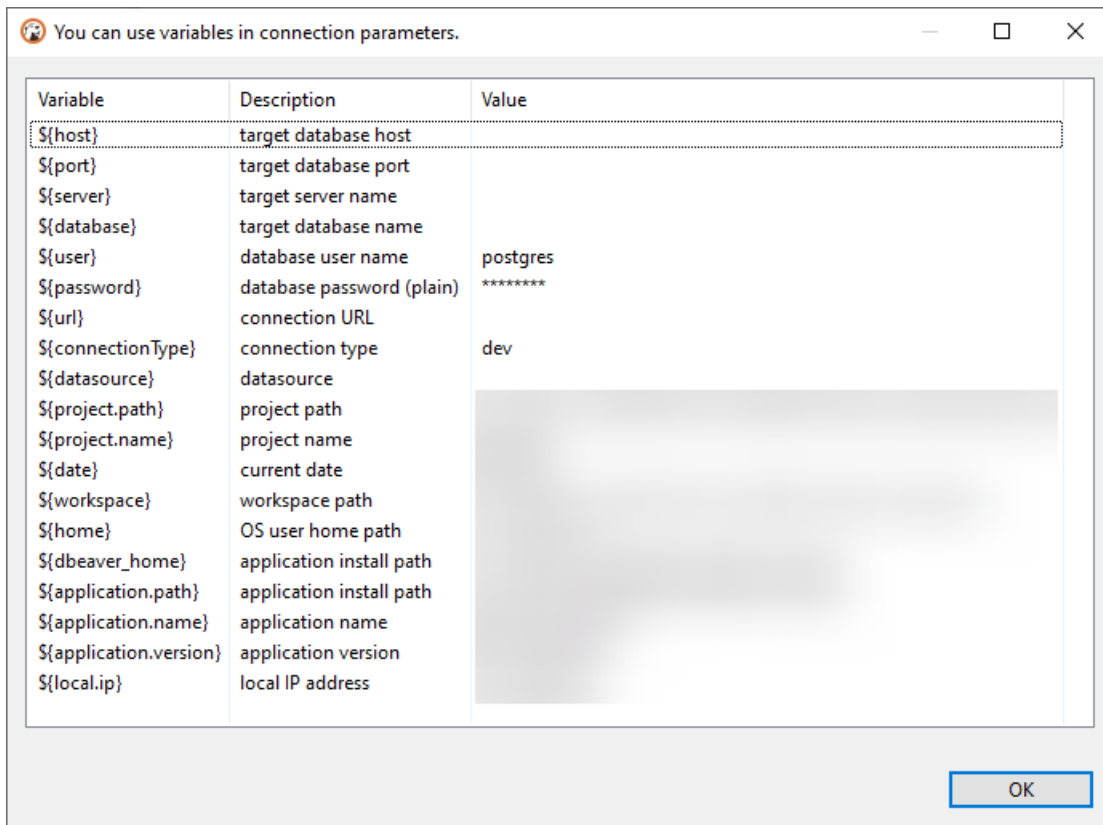 You can use variables in connection parameters.
Variable Description Value
${host} target database host
${port} target database port
${server} target server name
${database} target database name
${user} database user name postgres
${password} database password (plain) ********
${url} connection URL
${connectionType} connection type dev
${datasource} datasource
${project.path} project path
${project.name} project name
${date} current date
${workspace} workspace path
${home} OS user home path
${dbeaver_home} application install path
${application.path} application install path
${application.name} application name
${application.version} application version
${local.ip} local IP address
OK